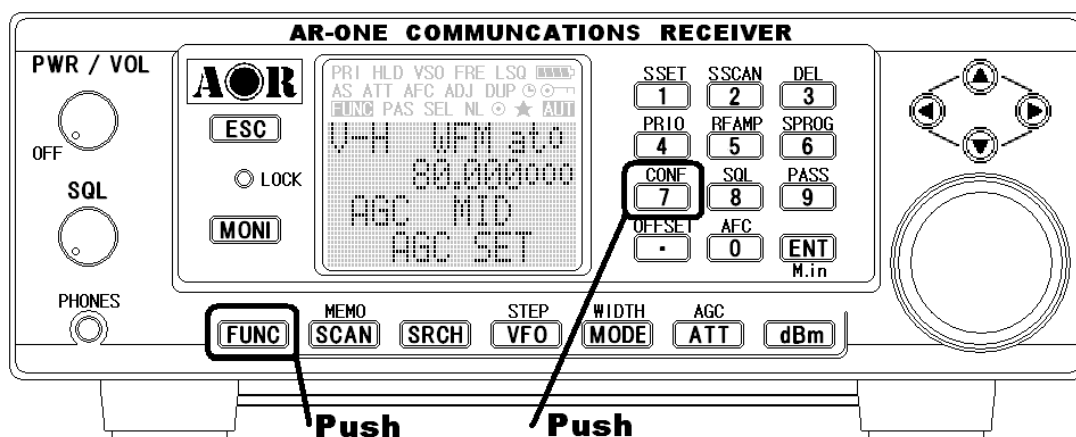 AR-ONE COMMUNCATIONS RECEIVER
PWR / VOL
OFF
SQL
PHONES
AOR
ESC
LOCK
MONI
PRI HLD VSO FRE LSQ
AS ATT AFC ADJ DUP
FUNC PAS SEL NL AUT
V-H WFM ato
80.000000
AGC MID
AGC SET
SSET SSCAN DEL
1 2 3
PRIO RFAMP SPROG
4 5 6
CONF SQL PASS
7 8 9
OFFSET AFC
. 0 ENT
M.in
MEMO STEP WIDTH AGC
FUNC SCAN SRCH VFO MODE ATT dBm
Push Push